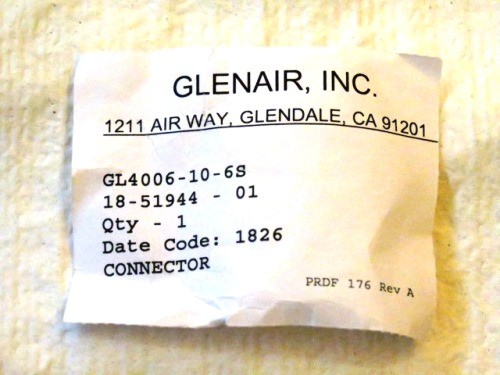 GLENAIR, INC.
1211 AIR WAY, GLENDALE, CA 91201
GL4006-10-6S
18-51944 - 01
Qty - 1
Date Code: 1826
CONNECTOR
PRDF 176 Rev A